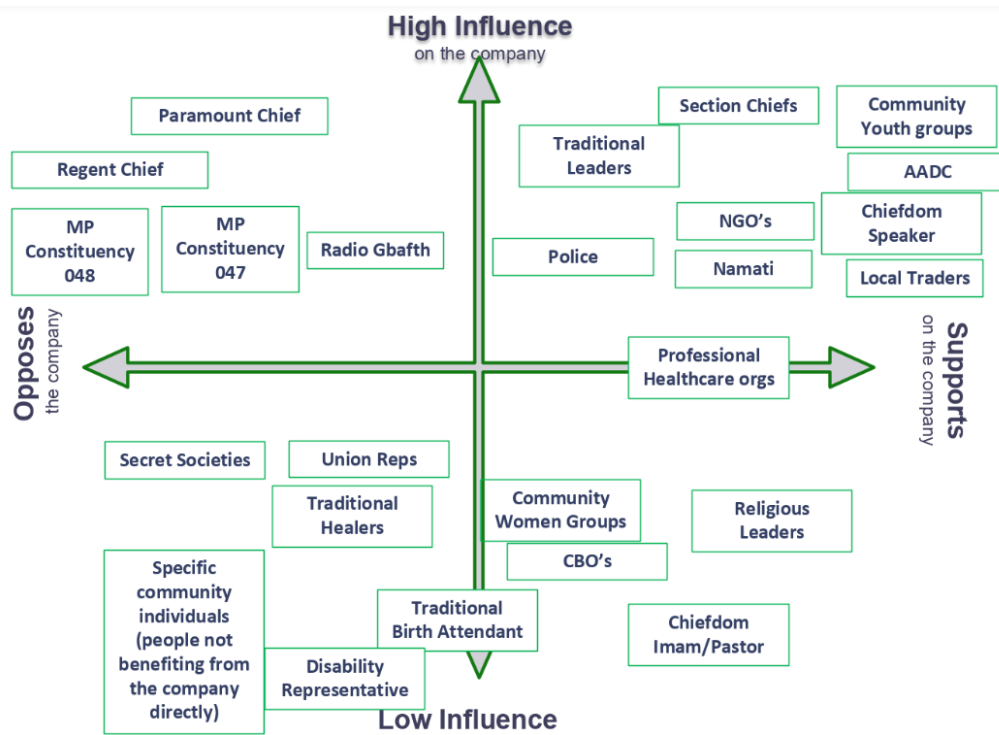 High Influence
on the company
Paramount Chief
Section Chiefs
Community
Youth groups
Traditional
Leaders
Regent Chief
AADC
MP
Constituency
048
MP
Constituency
047
Radio Gbafth
Police
NGO’s
Chiefdom
Speaker
Namati
Local Traders
Opposes
the company
Professional
Healthcare orgs
Supports
on the company
Secret Societies
Union Reps
Traditional
Healers
Community
Women Groups
Religious
Leaders
CBO’s
Specific
community
individuals
(people not
benefiting from
the company
directly)
Traditional
Birth Attendant
Chiefdom
Imam/Pastor
Disability
Representative
Low Influence